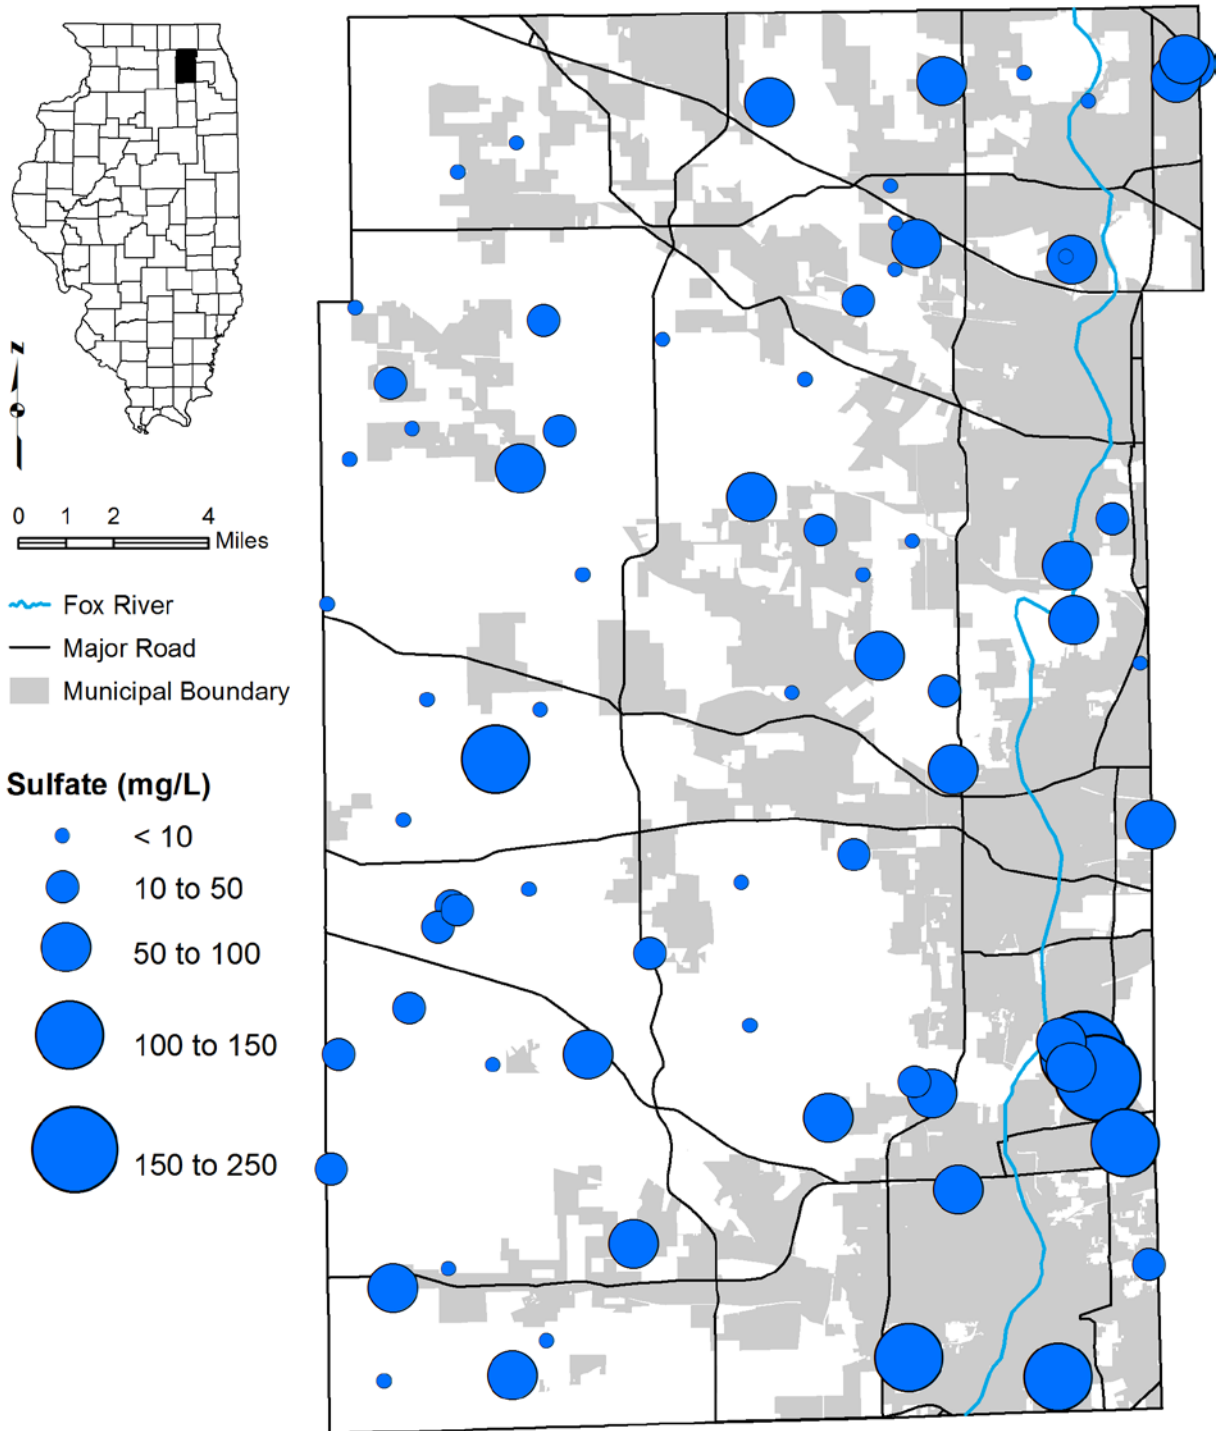 N
0 1 2 4
Miles
Fox River
Major Road
Municipal Boundary
Sulfate (mg/L)
< 10
10 to 50
50 to 100
100 to 150
150 to 250